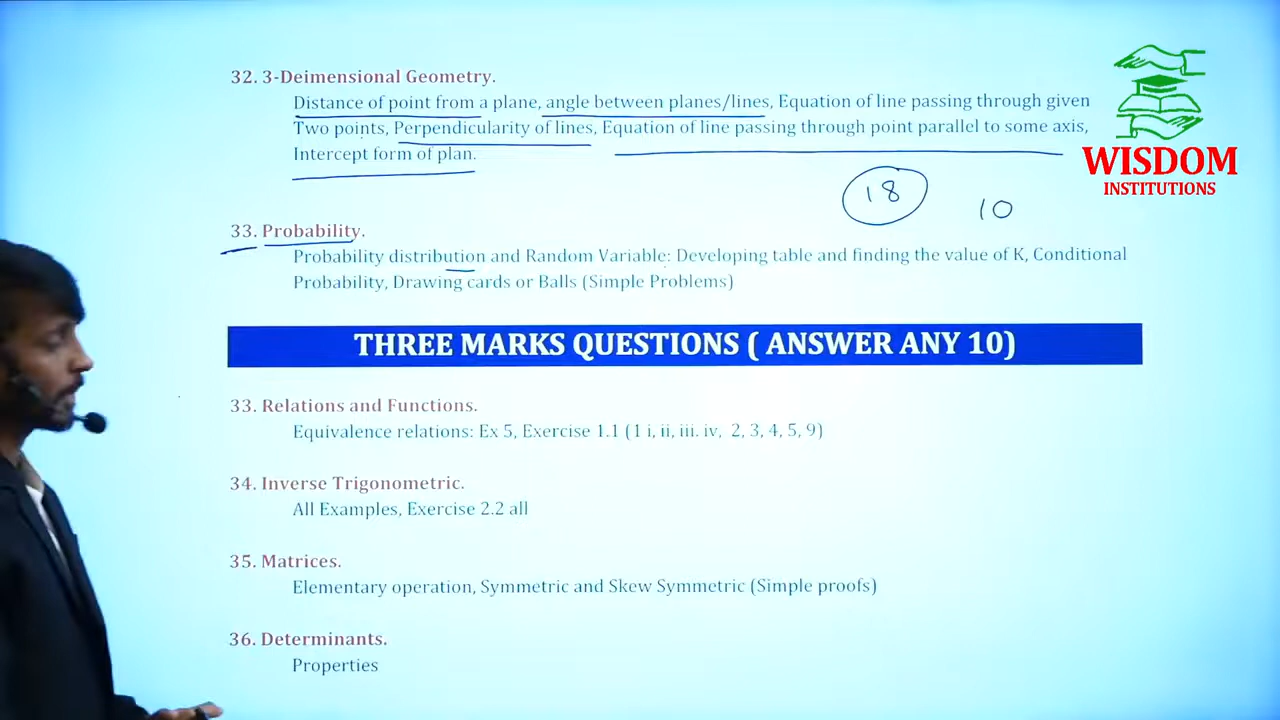 32. 3-Deimensional Geometry.
Distance of point from a plane, angle between planes/lines, Equation of line passing through given
Two points, Perpendicularity of lines, Equation of line passing through point parallel to some axis,
Intercept form of plan.
WISDOM
INSTITUTIONS
18
10
33. Probability.
Probability distribution and Random Variable: Developing table and finding the value of K, Conditional
Probability, Drawing cards or Balls (Simple Problems)
THREE MARKS QUESTIONS ( ANSWER ANY 10)
33. Relations and Functions.
Equivalence relations: Ex 5, Exercise 1.1 (1 i, ii, iii. iv, 2, 3, 4, 5, 9)
34. Inverse Trigonometric.
All Examples, Exercise 2.2 all
35. Matrices.
Elementary operation, Symmetric and Skew Symmetric (Simple proofs)
36. Determinants.
Properties